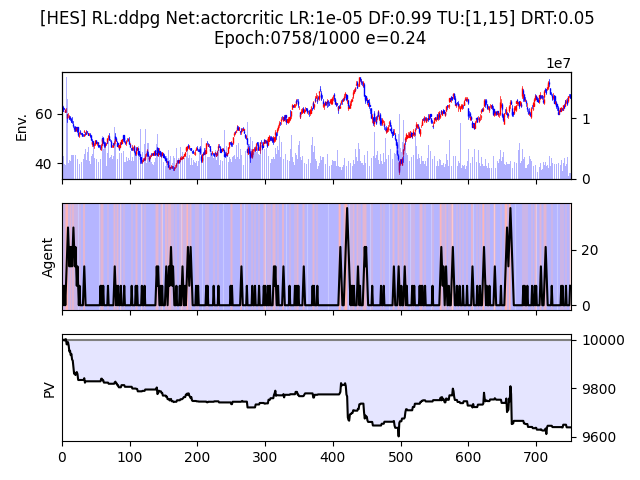 [HES] RL:ddpg Net:actorcritic LR:1e-05 DF:0.99 TU:[1,15] DRT:0.05
Epoch:0758/1000 e=0.24
1e7
Env.
60
40
1
0
Agent
20
0
PV
10000
9800
9600
0 100 200 300 400 500 600 700